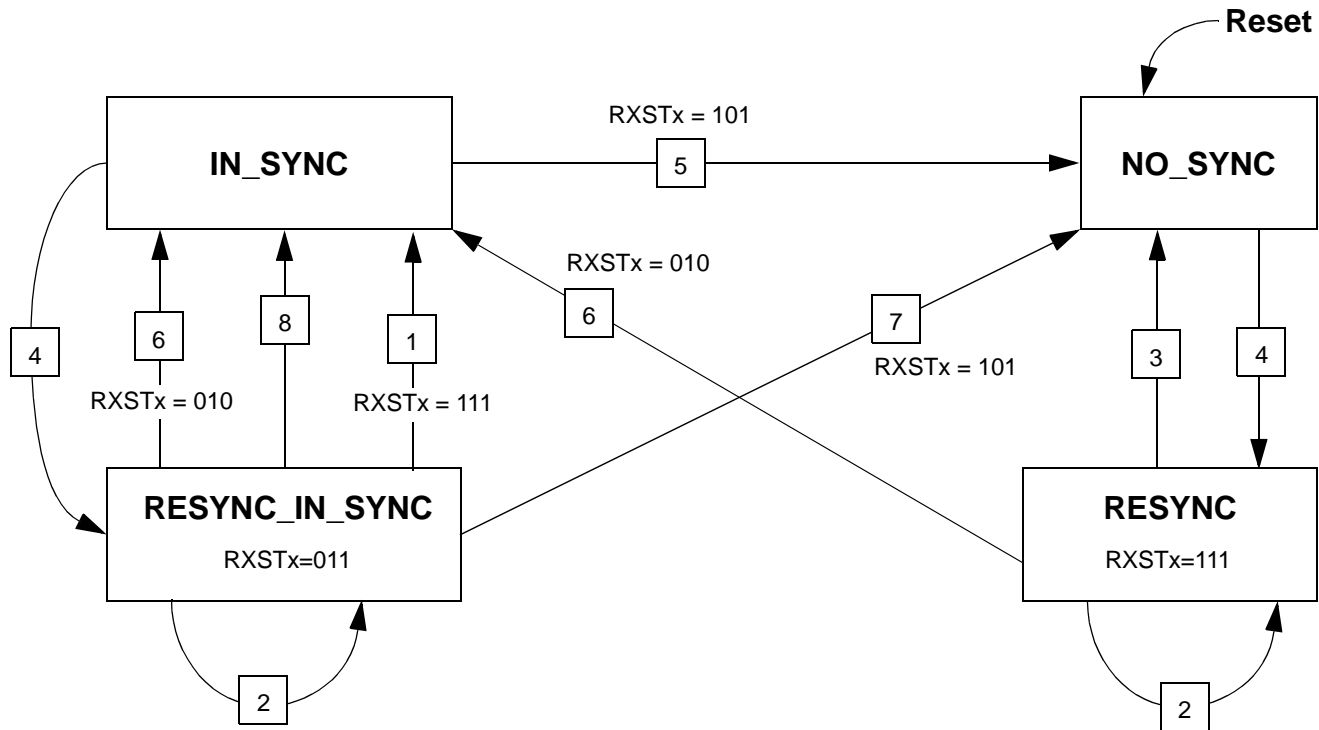 Reset
RXSTx = 101
IN_SYNC
5
NO_SYNC
RXSTx = 010
6
8
1
6
7
4
3
4
RXSTx = 101
RXSTx = 010
RXSTx = 111
RESYNC_IN_SYNC
RESYNC
RXSTx=011
RXSTx=111
2
2